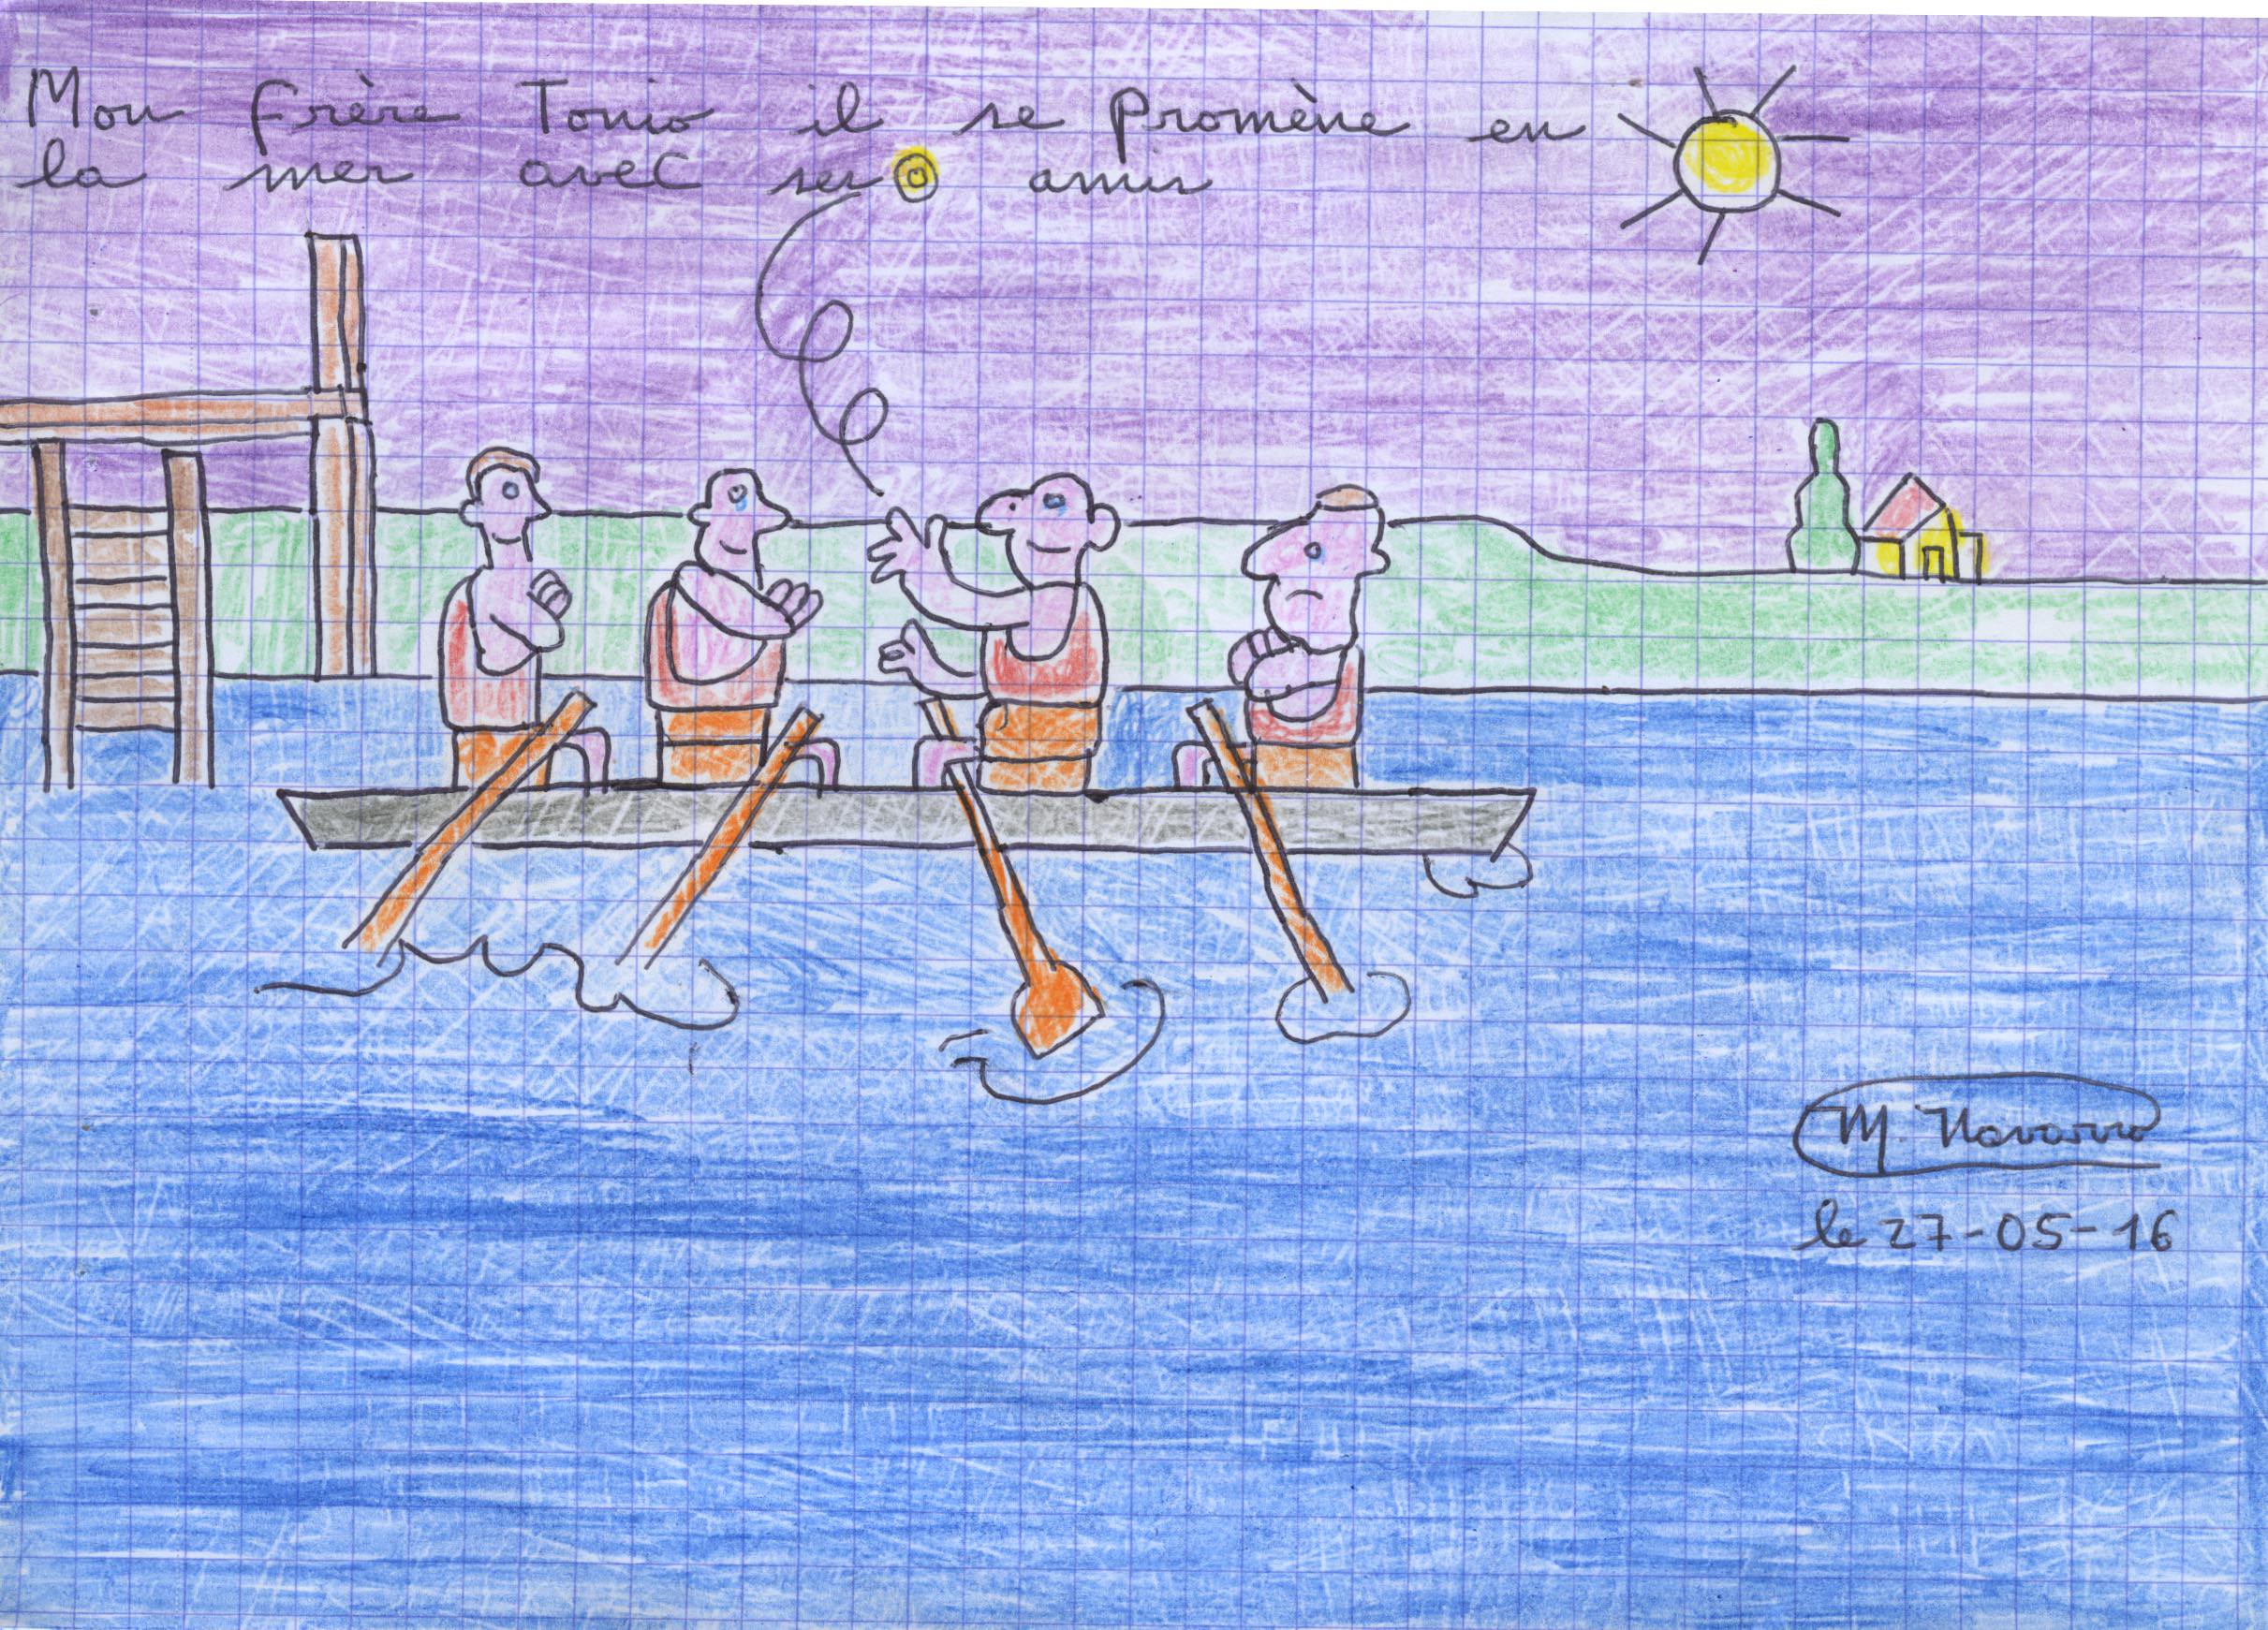 Mon frère Tonio il se promène en
la mer avec ses amis
M. Navarro
le 27-05-16